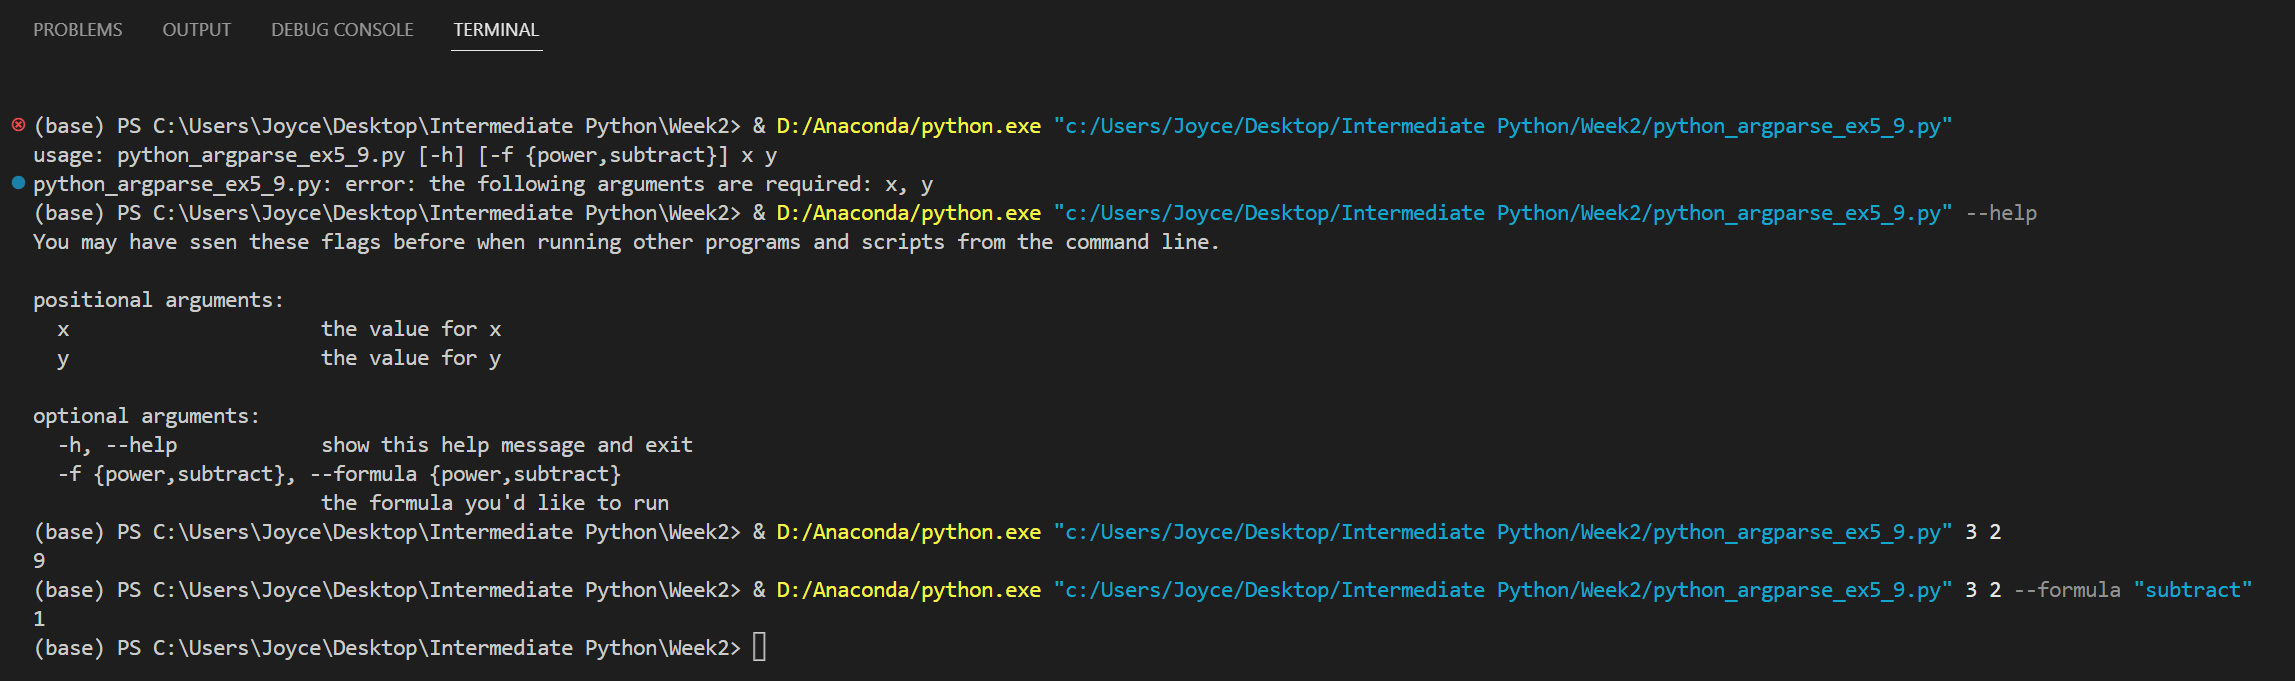 PROBLEMS OUTPUT DEBUG CONSOLE TERMINAL
(base) PS C:\Users\Joyce\Desktop\Intermediate Python\Week2> & D:/Anaconda/python.exe "c:/Users/Joyce/Desktop/Intermediate Python/Week2/python_argparse_ex5_9.py"
usage: python_argparse_ex5_9.py [-h] [-f {power,subtract}] x y
python_argparse_ex5_9.py: error: the following arguments are required: x, y
(base) PS C:\Users\Joyce\Desktop\Intermediate Python\Week2> & D:/Anaconda/python.exe "c:/Users/Joyce/Desktop/Intermediate Python/Week2/python_argparse_ex5_9.py" --help
You may have ssen these flags before when running other programs and scripts from the command line.
positional arguments:
x the value for x
y the value for y
optional arguments:
-h, --help show this help message and exit
-f {power,subtract}, --formula {power,subtract}
the formula you'd like to run
(base) PS C:\Users\Joyce\Desktop\Intermediate Python\Week2> & D:/Anaconda/python.exe "c:/Users/Joyce/Desktop/Intermediate Python/Week2/python_argparse_ex5_9.py" 3 2
9
(base) PS C:\Users\Joyce\Desktop\Intermediate Python\Week2> & D:/Anaconda/python.exe "c:/Users/Joyce/Desktop/Intermediate Python/Week2/python_argparse_ex5_9.py" 3 2 --formula "subtract"
1
(base) PS C:\Users\Joyce\Desktop\Intermediate Python\Week2>